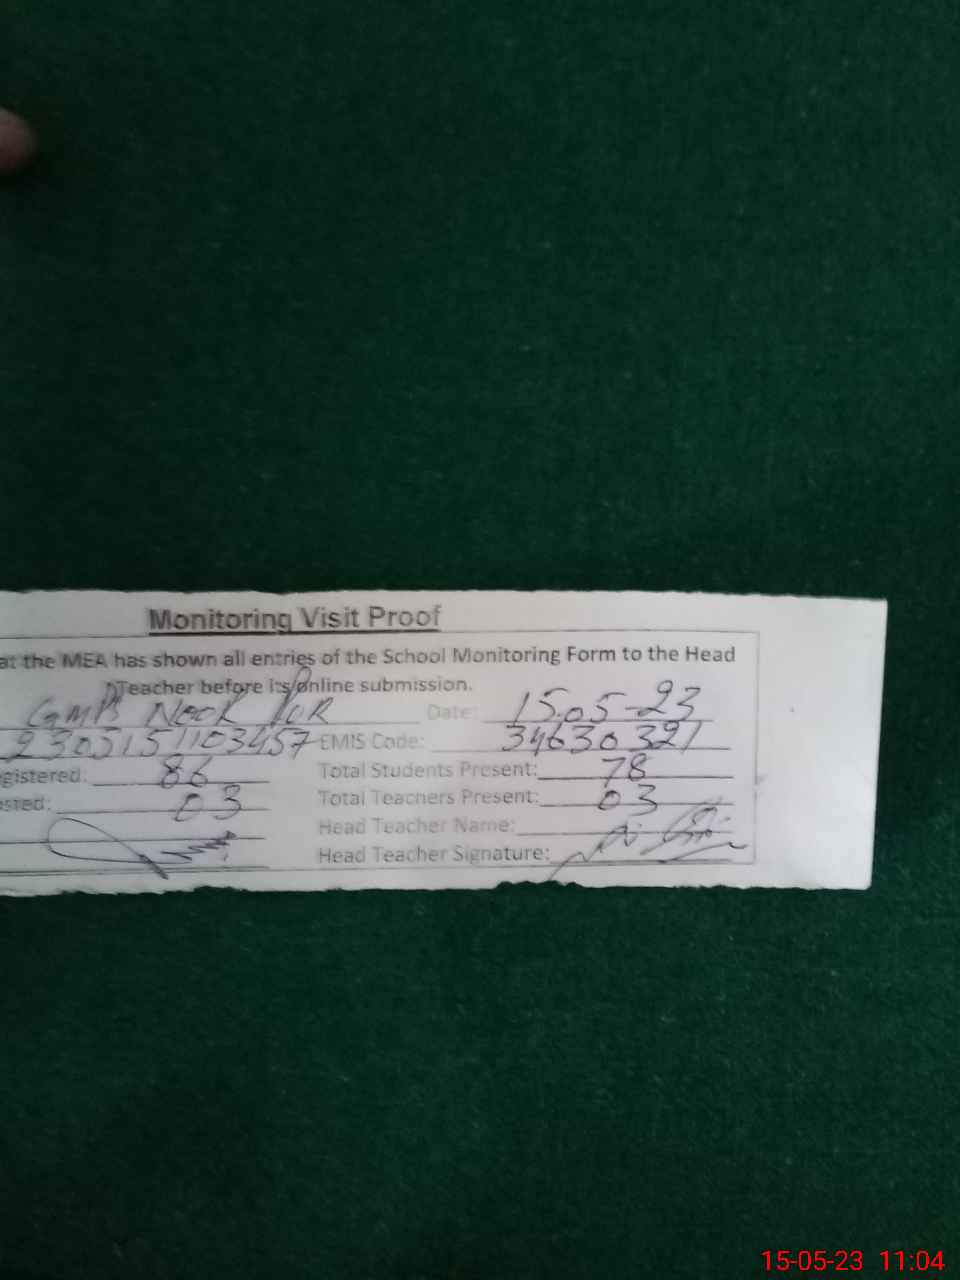 Monitoring Visit Proof
at the MEA has shown all entries of the School Monitoring Form to the Head
Teacher before its online submission.
GMPS NOOR PUR Date: 15-05-23
2305151103457 EMIS Code: 34630321
gistered: 86 Total Students Present: 78
osted: 03 Total Teachers Present: 03
Head Teacher Name:
Head Teacher Signature:
15-05-23 11:04